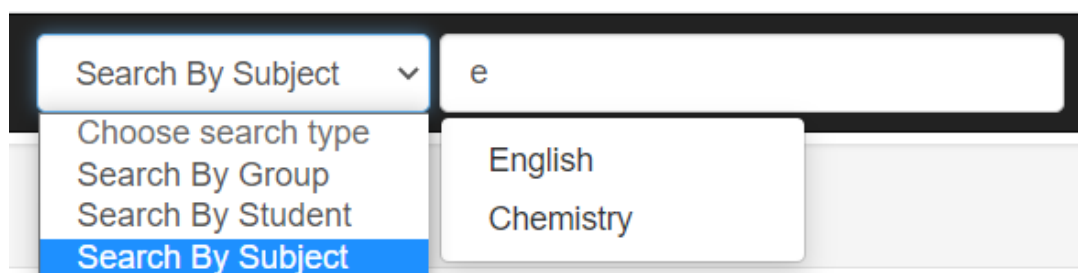 Search By Subject
e
Choose search type
Search By Group
Search By Student
Search By Subject
English
Chemistry